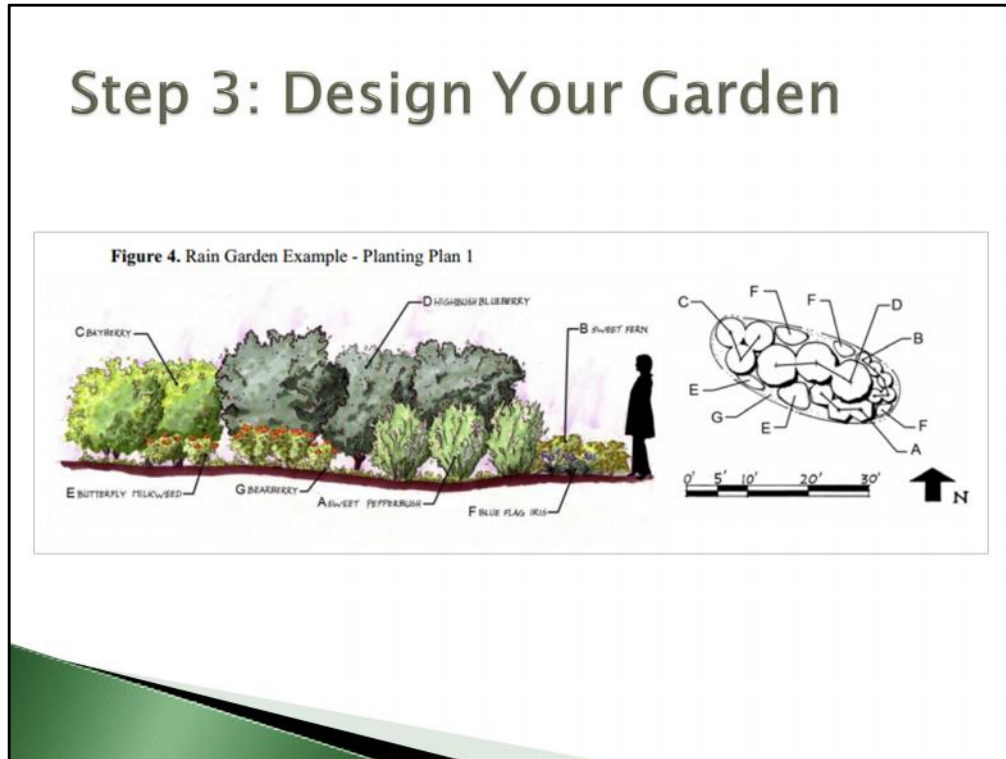 Step 3: Design Your Garden
Figure 4. Rain Garden Example - Planting Plan 1
D HIGHBUSH BLUEBERRY
C BAYBERRY
B SWEET FERN
E BUTTERFLY MILKWEED
G BEARBERRY
A SWEET PEPPERBUSH
F BLUE FLAG IRIS
C
F
F
D
B
E
G
E
F
A
0' 5' 10' 20' 30'
N